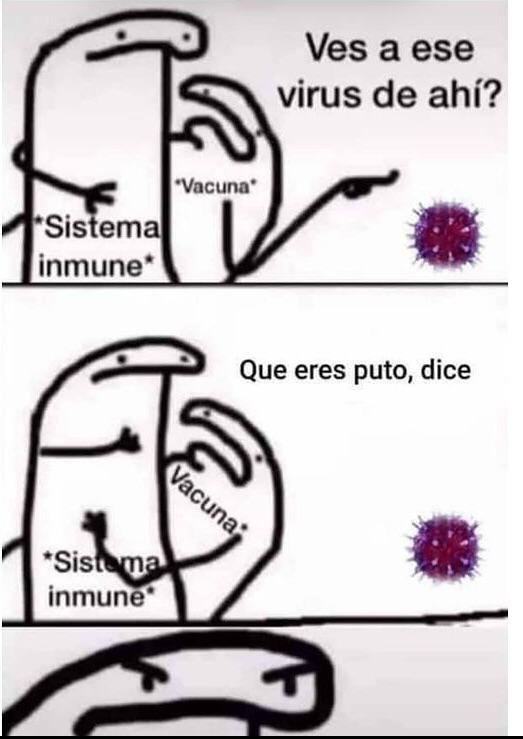 Ves a ese
virus de ahí?
*Vacuna*
*Sistema
inmune*
Que eres puto, dice
Vacuna*
*Sistema
inmune*